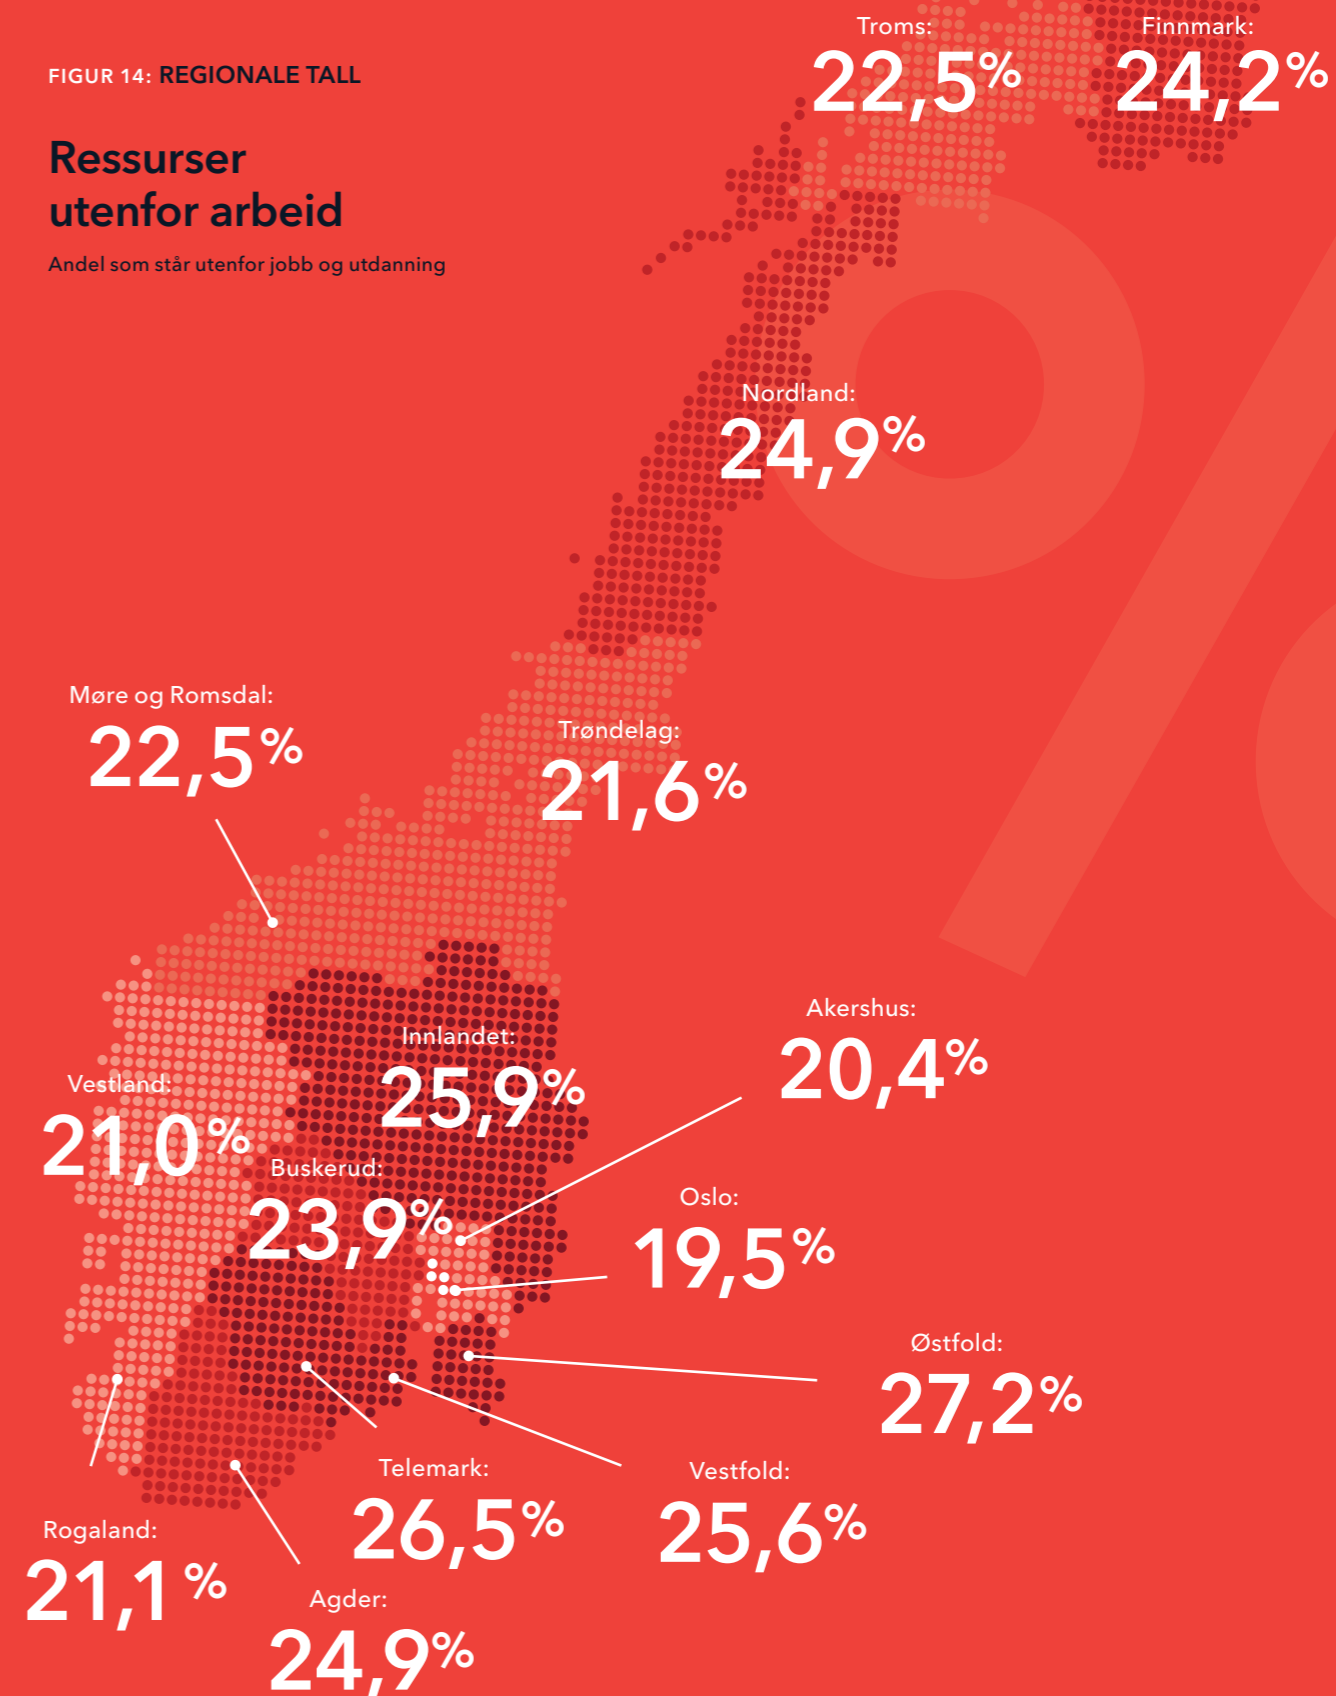 FIGUR 14: REGIONALE TALL
Ressurser
utenfor arbeid
Andel som står utenfor jobb og utdanning
Troms:
22,5%
Finnmark:
24,2%
Nordland:
24,9%
Møre og Romsdal:
22,5%
Trøndelag:
21,6%
Akershus:
20,4%
Innlandet:
25,9%
Vestland:
21,0%
Buskerud:
23,9%
Oslo:
19,5%
Østfold:
27,2%
Telemark:
26,5%
Vestfold:
25,6%
Rogaland:
21,1%
Agder:
24,9%